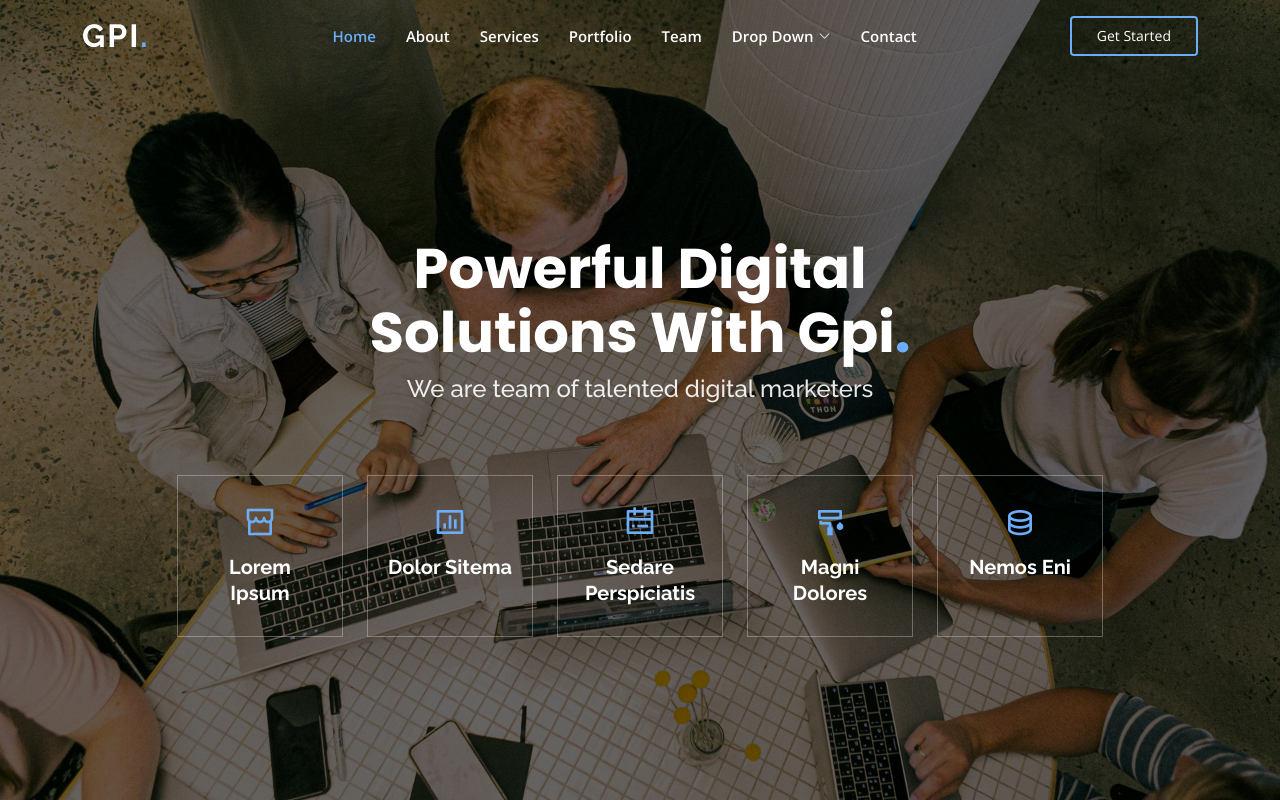 GPI.
Home
About
Services
Portfolio
Team
Drop Down
Contact
Get Started
Powerful Digital
Solutions With Gpi.
We are team of talented digital marketers
THON
Lorem
Ipsum
Dolor Sitema
Sedare
Perspiciatis
Magni
Dolores
Nemos Eni